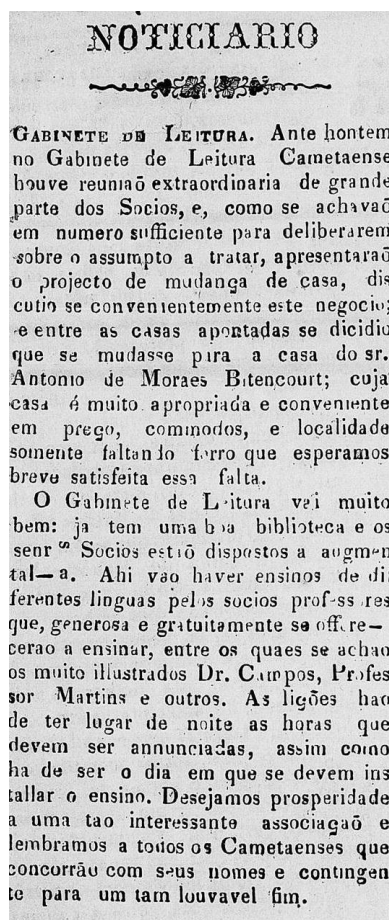 NOTICIARIO
GABINETE DE LEITURA. Ante hontem
no Gabinete de Leitura Cametaense
houve reuniaõ extraordinaria de grande
parte dos Socios, e, como se achavaõ
em numero sufficiente para deliberarem
sobre o assumpto a tratar, apresentaraõ
o projecto de mudança de casa, dis
cutio se convenientemente este negocio;
e entre as casas apontadas se dicidio
que se mudasse para a casa do sr.
Antonio de Moraes Bitencourt; cuja
casa é muito apropriada e conveniente
em preço, commodos, e localidade
somente faltando forro que esperamos
breve satisfeita essa falta.
O Gabinete de Leitura vai muito
bem: ja tem uma boa biblioteca e os
senrˢ Socios estiõ dispostos a augmen
tal—a. Ahi vao haver ensinos de di
ferentes linguas pelos socios professores
que, generosa e gratuitamente se offere—
cerao a ensinar, entre os quaes se achao
os muito illustrados Dr. Campos, Profes
sor Martins e outros. As lições hao
de ter lugar de noite as horas que
devem ser annunciadas, assim como
ha de ser o dia em que se devem ins
tallar o ensino. Desejamos prosperidade
a uma tao interessante associaçaõ e
lembramos a todos os Cametaenses que
concorrão com seus nomes e contingen
te para um tam louvavel fim.